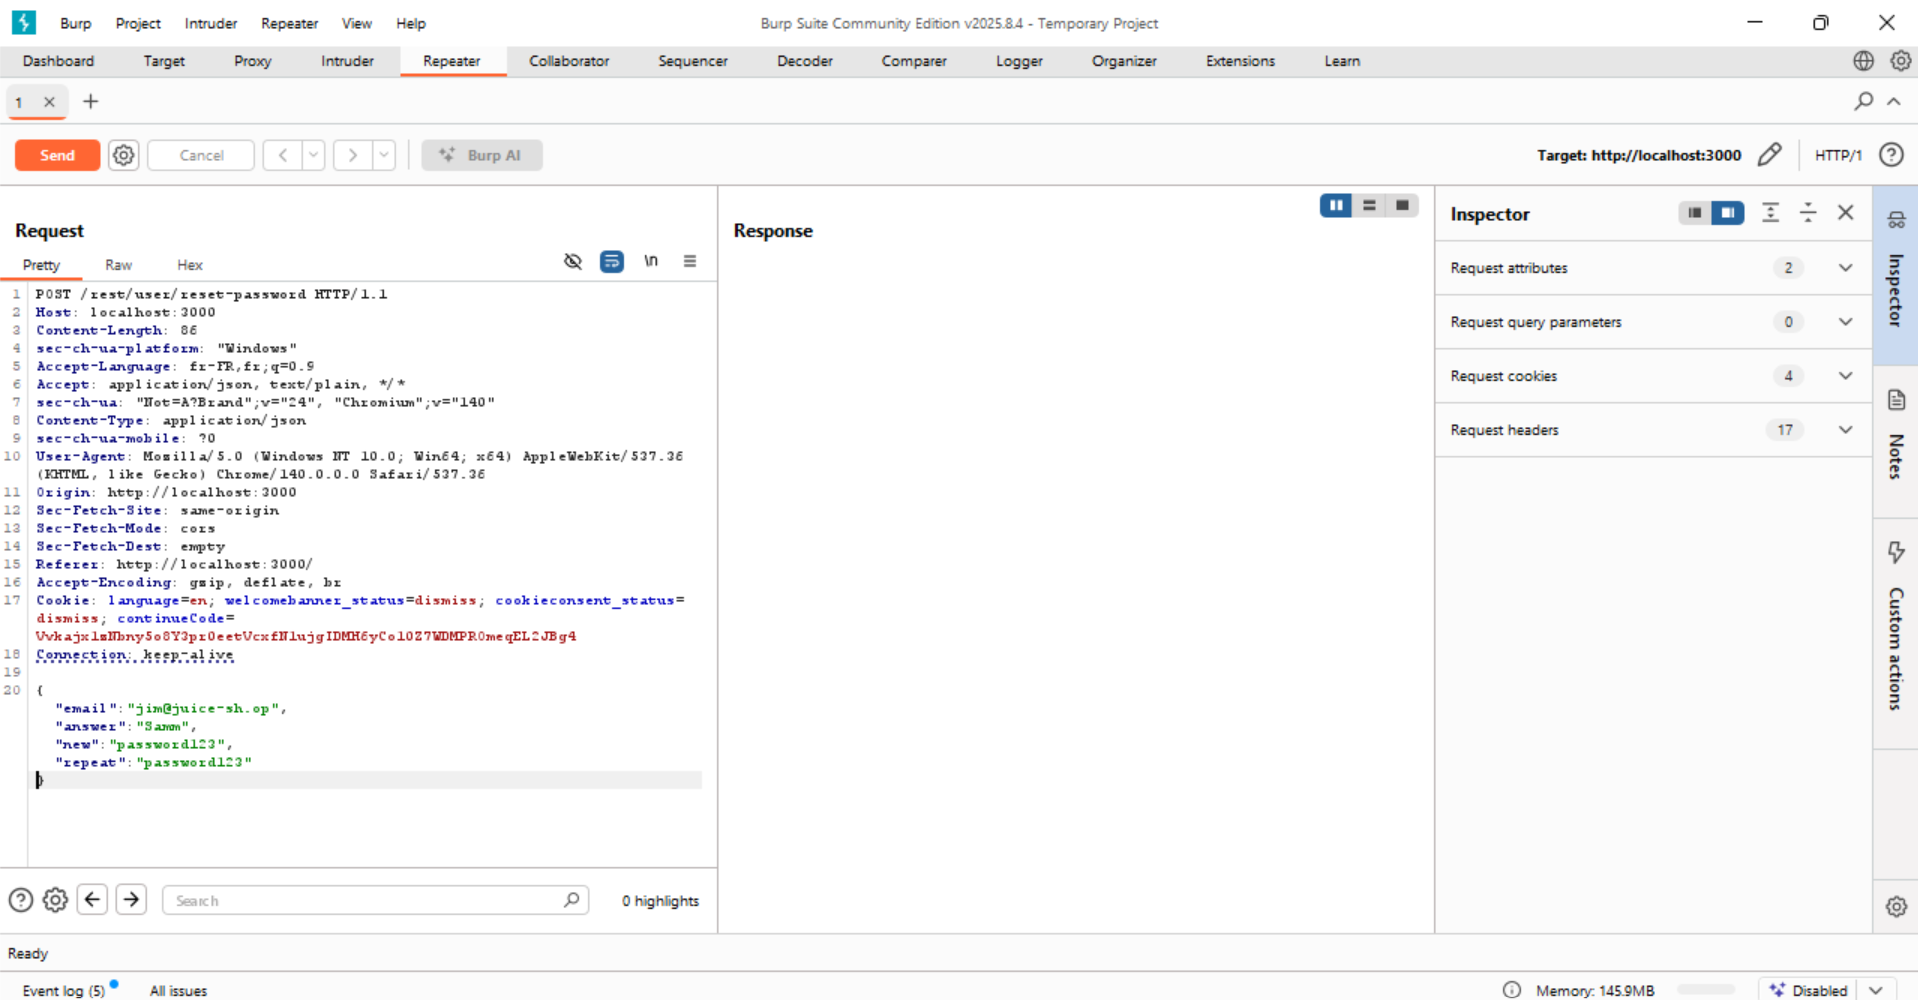 Burp Project Intruder Repeater View Help Burp Suite Community Edition v2025.8.4 - Temporary Project
Dashboard Target Proxy Intruder Repeater Collaborator Sequencer Decoder Comparer Logger Organizer Extensions Learn
1
Send Cancel Burp AI Target: http://localhost:3000 HTTP/1
Request
Pretty Raw Hex \n
1 POST /rest/user/reset-password HTTP/1.1
2 Host: localhost:3000
3 Content-Length: 86
4 sec-ch-ua-platform: "Windows"
5 Accept-Language: fr-FR,fr;q=0.9
6 Accept: application/json, text/plain, */*
7 sec-ch-ua: "Not=A?Brand";v="24", "Chromium";v="140"
8 Content-Type: application/json
9 sec-ch-ua-mobile: ?0
10 User-Agent: Mozilla/5.0 (Windows NT 10.0; Win64; x64) AppleWebKit/537.36
(KHTML, like Gecko) Chrome/140.0.0.0 Safari/537.36
11 Origin: http://localhost:3000
12 Sec-Fetch-Site: same-origin
13 Sec-Fetch-Mode: cors
14 Sec-Fetch-Dest: empty
15 Referer: http://localhost:3000/
16 Accept-Encoding: gzip, deflate, br
17 Cookie: language=en; welcomebanner_status=dismiss; cookieconsent_status=
dismiss; continueCode=
18 Connection: keep-alive
19
20 {
"email":"jim@juice-sh.op",
"answer":"Samm",
"new":"password123",
"repeat":"password123"
}
Search 0 highlights
Response
Inspector
Request attributes 2
Request query parameters 0
Request cookies 4
Request headers 17
Inspector
Notes
Custom actions
Ready
Event log (5) All issues Memory: 145.9MB Disabled